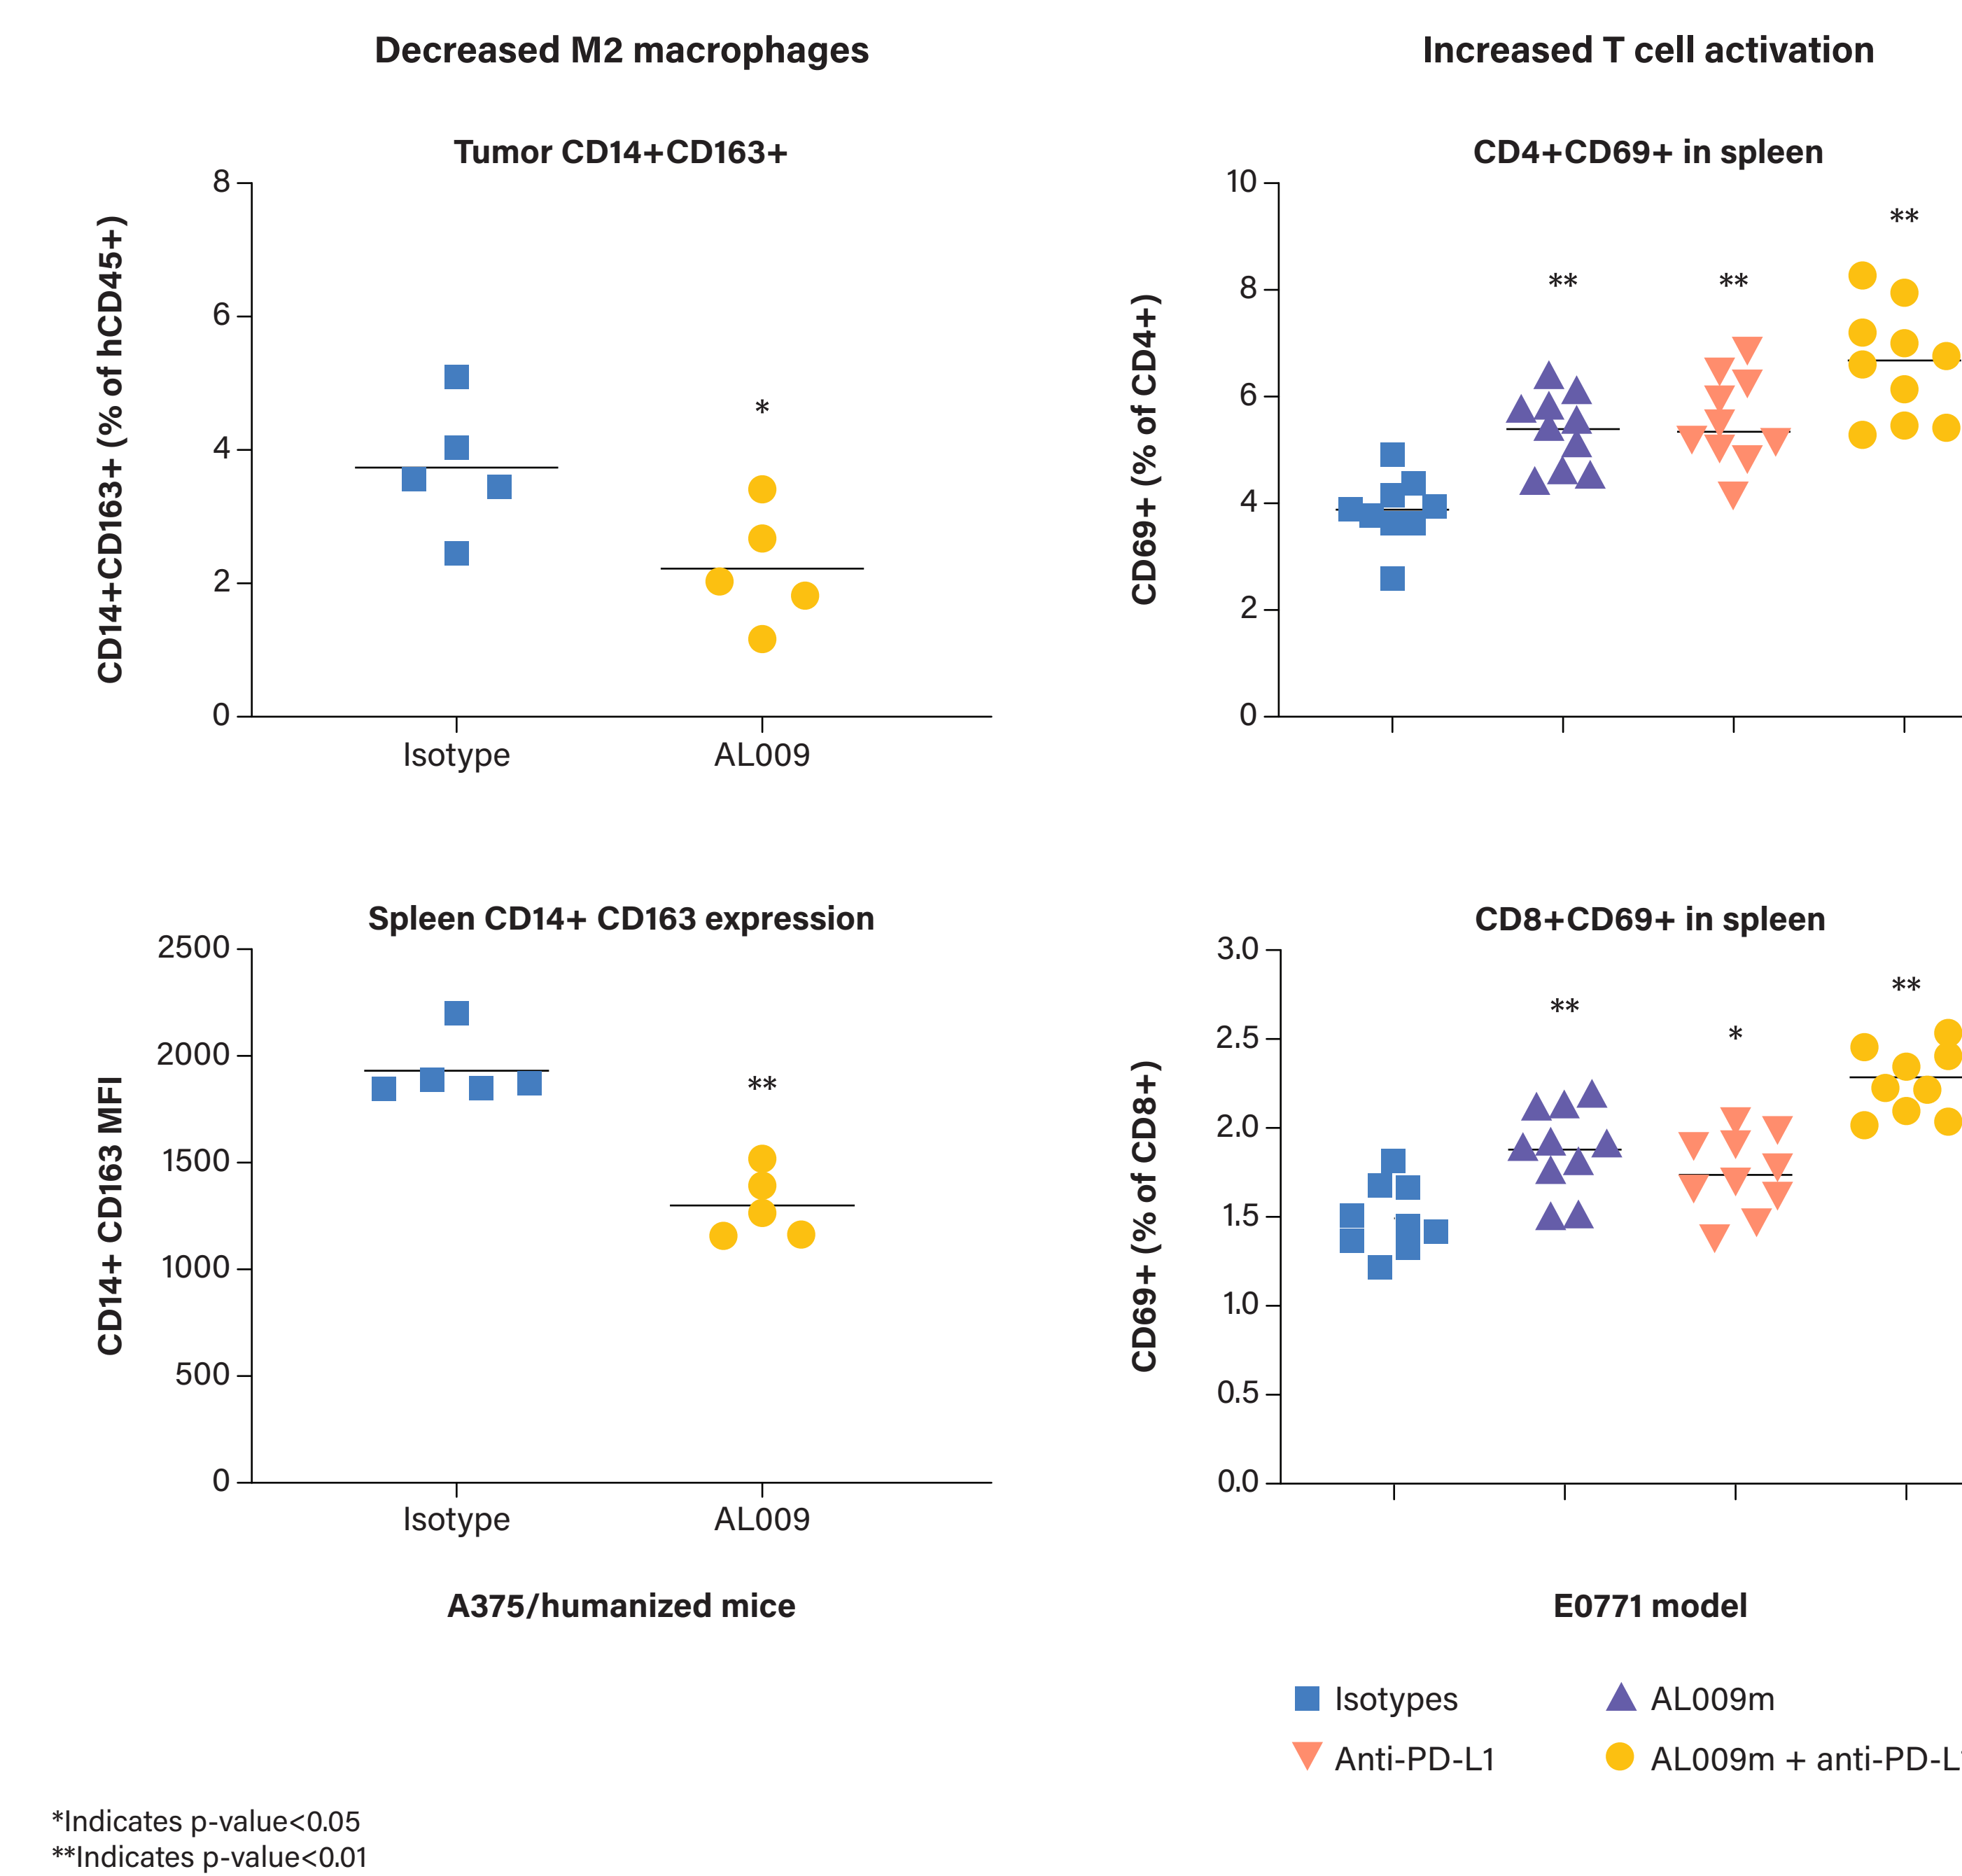 Decreased M2 macrophages
Tumor CD14+CD163+
CD14+CD163+ (% of hCD45+)
8
6
4
2
0
*
Isotype
AL009
Spleen CD14+ CD163 expression
CD14+ CD163 MFI
2500
2000
1500
1000
500
0
**
Isotype
AL009
A375/humanized mice
Increased T cell activation
CD4+CD69+ in spleen
CD69+ (% of CD4+)
10
8
6
4
2
0
**
**
**
CD8+CD69+ in spleen
CD69+ (% of CD8+)
3.0
2.5
2.0
1.5
1.0
0.5
0.0
**
*
**
E0771 model
Isotypes
AL009m
Anti-PD-L1
AL009m + anti-PD-L1
*Indicates p-value<0.05
**Indicates p-value<0.01